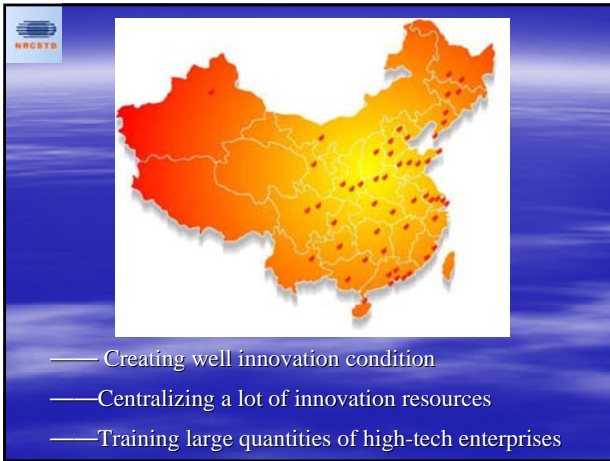 NRCSTD
—— Creating well innovation condition
——Centralizing a lot of innovation resources
——Training large quantities of high-tech enterprises